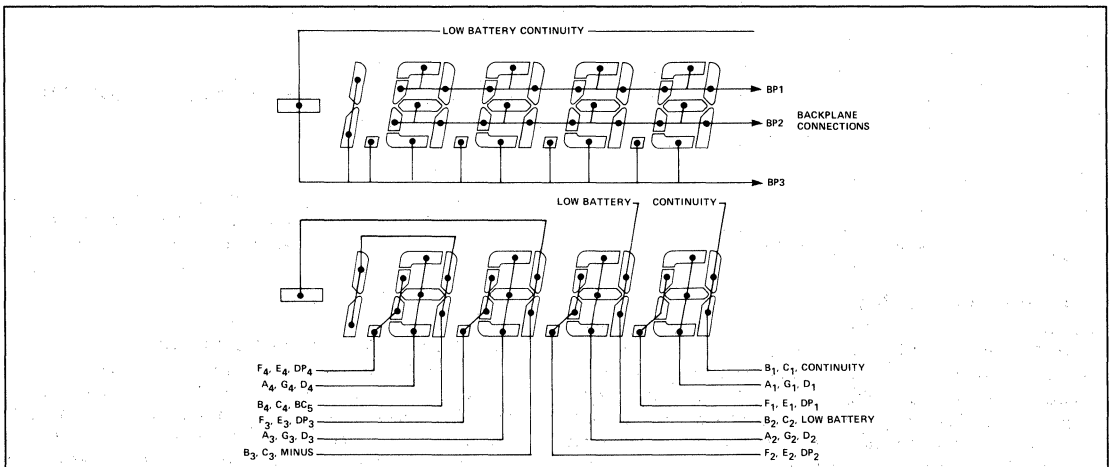 LOW BATTERY CONTINUITY
BP1
BP2
BACKPLANE
CONNECTIONS
BP3
LOW BATTERY
CONTINUITY
F4, E4, DP4
A4, G4, D4
B4, C4, BC5
F3, E3, DP3
A3, G3, D3
B3, C3, MINUS
B1, C1, CONTINUITY
A1, G1, D1
F1, E1, DP1
B2, C2, LOW BATTERY
A2, G2, D2
F2, E2, DP2